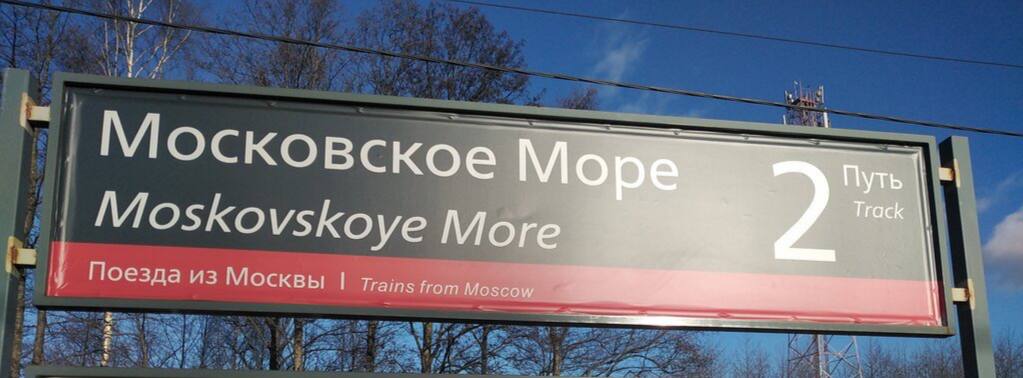 Московское Море
Moskovskoye More
2 Путь
Track
Поезда из Москвы | Trains from Moscow